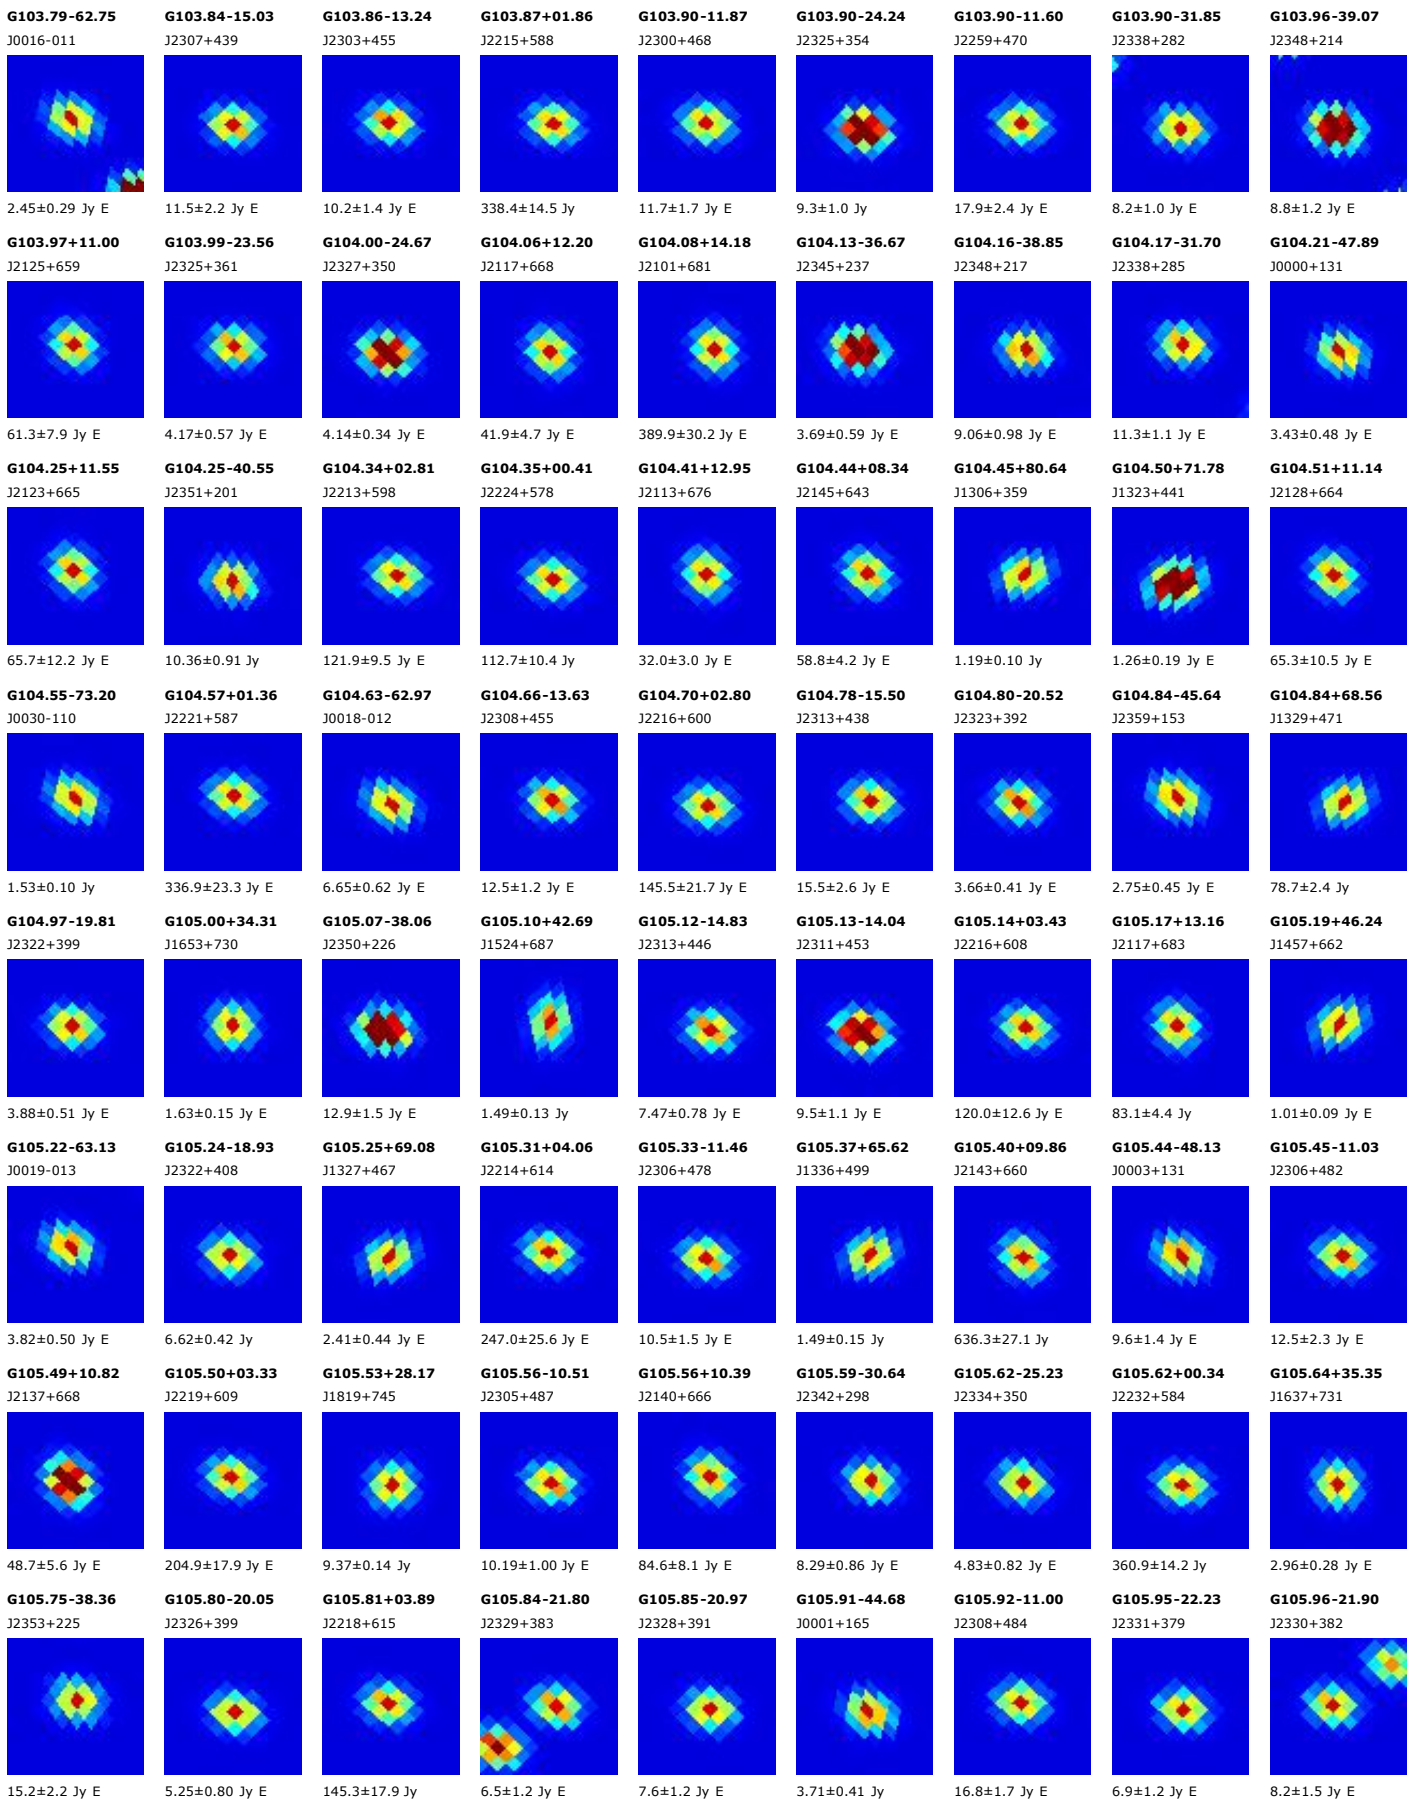 G103.79-62.75 G103.84-15.03 G103.86-13.24 G103.87+01.86 G103.90-11.87 G103.90-24.24 G103.90-11.60 G103.90-31.85 G103.96-39.07
J0016-011 J2307+439 J2303+455 J2215+588 J2300+468 J2325+354 J2259+470 J2338+282 J2348+214
2.45±0.29 Jy E 11.5±2.2 Jy E 10.2±1.4 Jy E 338.4±14.5 Jy 11.7±1.7 Jy E 9.3±1.0 Jy 17.9±2.4 Jy E 8.2±1.0 Jy E 8.8±1.2 Jy E
G103.97+11.00 G103.99-23.56 G104.00-24.67 G104.06+12.20 G104.08+14.18 G104.13-36.67 G104.16-38.85 G104.17-31.70 G104.21-47.89
J2125+659 J2325+361 J2327+350 J2117+668 J2101+681 J2345+237 J2348+217 J2338+285 J0000+131
61.3±7.9 Jy E 4.17±0.57 Jy E 4.14±0.34 Jy E 41.9±4.7 Jy E 389.9±30.2 Jy E 3.69±0.59 Jy E 9.06±0.98 Jy E 11.3±1.1 Jy E 3.43±0.48 Jy E
G104.25+11.55 G104.25-40.55 G104.34+02.81 G104.35+00.41 G104.41+12.95 G104.44+08.34 G104.45+80.64 G104.50+71.78 G104.51+11.14
J2123+665 J2351+201 J2213+598 J2224+578 J2113+676 J2145+643 J1306+359 J1323+441 J2128+664
65.7±12.2 Jy E 10.36±0.91 Jy 121.9±9.5 Jy E 112.7±10.4 Jy 32.0±3.0 Jy E 58.8±4.2 Jy E 1.19±0.10 Jy 1.26±0.19 Jy E 65.3±10.5 Jy E
G104.55-73.20 G104.57+01.36 G104.63-62.97 G104.66-13.63 G104.70+02.80 G104.78-15.50 G104.80-20.52 G104.84-45.64 G104.84+68.56
J0030-110 J2221+587 J0018-012 J2308+455 J2216+600 J2313+438 J2323+392 J2359+153 J1329+471
1.53±0.10 Jy 336.9±23.3 Jy E 6.65±0.62 Jy E 12.5±1.2 Jy E 145.5±21.7 Jy E 15.5±2.6 Jy E 3.66±0.41 Jy E 2.75±0.45 Jy E 78.7±2.4 Jy
G104.97-19.81 G105.00+34.31 G105.07-38.06 G105.10+42.69 G105.12-14.83 G105.13-14.04 G105.14+03.43 G105.17+13.16 G105.19+46.24
J2322+399 J1653+730 J2350+226 J1524+687 J2313+446 J2311+453 J2216+608 J2117+683 J1457+662
3.88±0.51 Jy E 1.63±0.15 Jy E 12.9±1.5 Jy E 1.49±0.13 Jy 7.47±0.78 Jy E 9.5±1.1 Jy E 120.0±12.6 Jy E 83.1±4.4 Jy 1.01±0.09 Jy E
G105.22-63.13 G105.24-18.93 G105.25+69.08 G105.31+04.06 G105.33-11.46 G105.37+65.62 G105.40+09.86 G105.44-48.13 G105.45-11.03
J0019-013 J2322+408 J1327+467 J2214+614 J2306+478 J1336+499 J2143+660 J0003+131 J2306+482
3.82±0.50 Jy E 6.62±0.42 Jy 2.41±0.44 Jy E 247.0±25.6 Jy E 10.5±1.5 Jy E 1.49±0.15 Jy 636.3±27.1 Jy 9.6±1.4 Jy E 12.5±2.3 Jy E
G105.49+10.82 G105.50+03.33 G105.53+28.17 G105.56-10.51 G105.56+10.39 G105.59-30.64 G105.62-25.23 G105.62+00.34 G105.64+35.35
J2137+668 J2219+609 J1819+745 J2305+487 J2140+666 J2342+298 J2334+350 J2232+584 J1637+731
48.7±5.6 Jy E 204.9±17.9 Jy E 9.37±0.14 Jy 10.19±1.00 Jy E 84.6±8.1 Jy E 8.29±0.86 Jy E 4.83±0.82 Jy E 360.9±14.2 Jy 2.96±0.28 Jy E
G105.75-38.36 G105.80-20.05 G105.81+03.89 G105.84-21.80 G105.85-20.97 G105.91-44.68 G105.92-11.00 G105.95-22.23 G105.96-21.90
J2353+225 J2326+399 J2218+615 J2329+383 J2328+391 J0001+165 J2308+484 J2331+379 J2330+382
15.2±2.2 Jy E 5.25±0.80 Jy E 145.3±17.9 Jy 6.5±1.2 Jy E 7.6±1.2 Jy E 3.71±0.41 Jy 16.8±1.7 Jy E 6.9±1.2 Jy E 8.2±1.5 Jy E